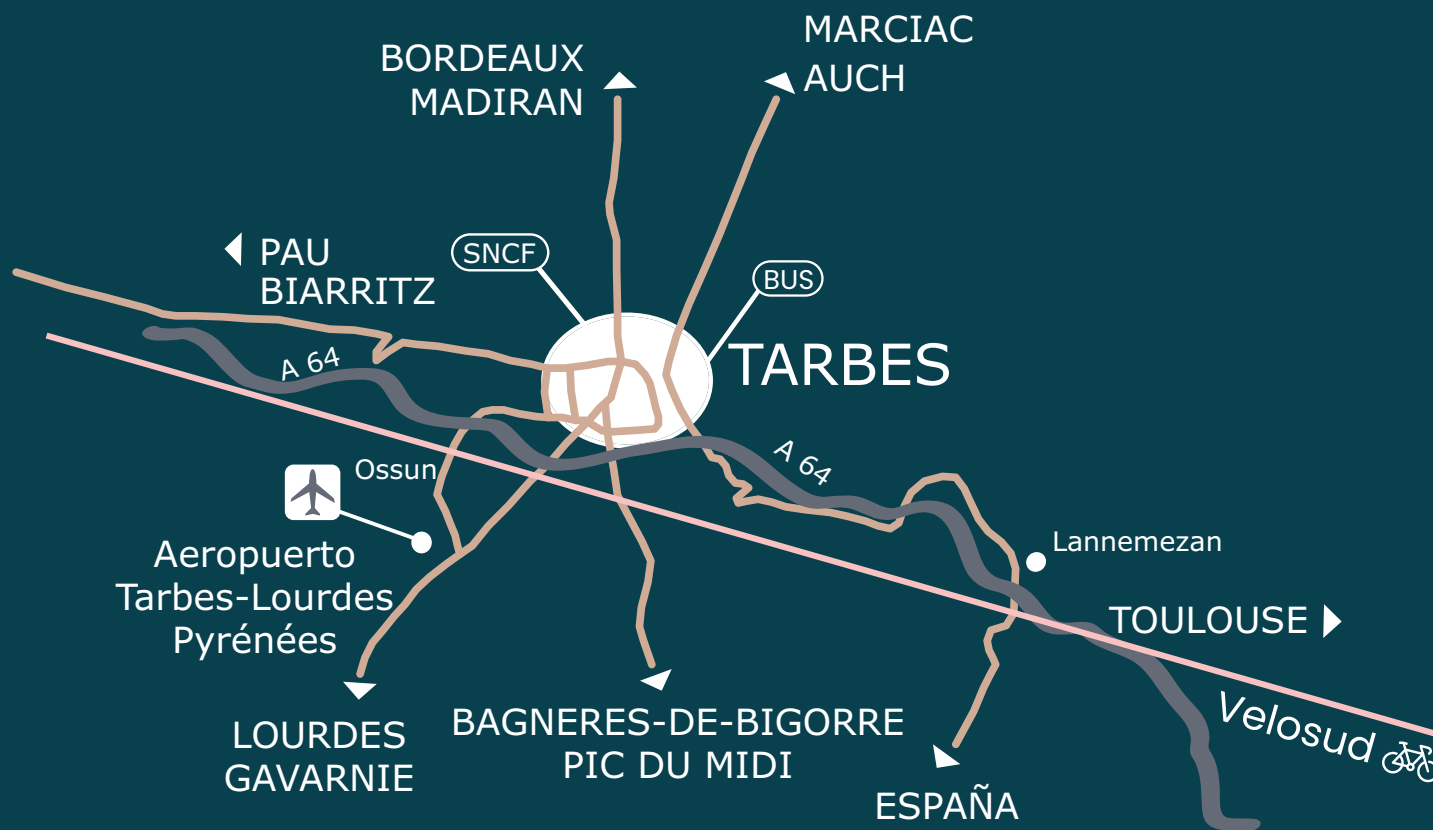 MARCIAC
AUCH
BORDEAUX
MADIRAN
PAU
BIARRITZ
SNCF
BUS
TARBES
A 64
A 64
Ossun
Aeropuerto
Tarbes-Lourdes
Pyrénées
Lannemezan
TOULOUSE
Velosud
LOURDES
GAVARNIE
BAGNERES-DE-BIGORRE
PIC DU MIDI
ESPAÑA